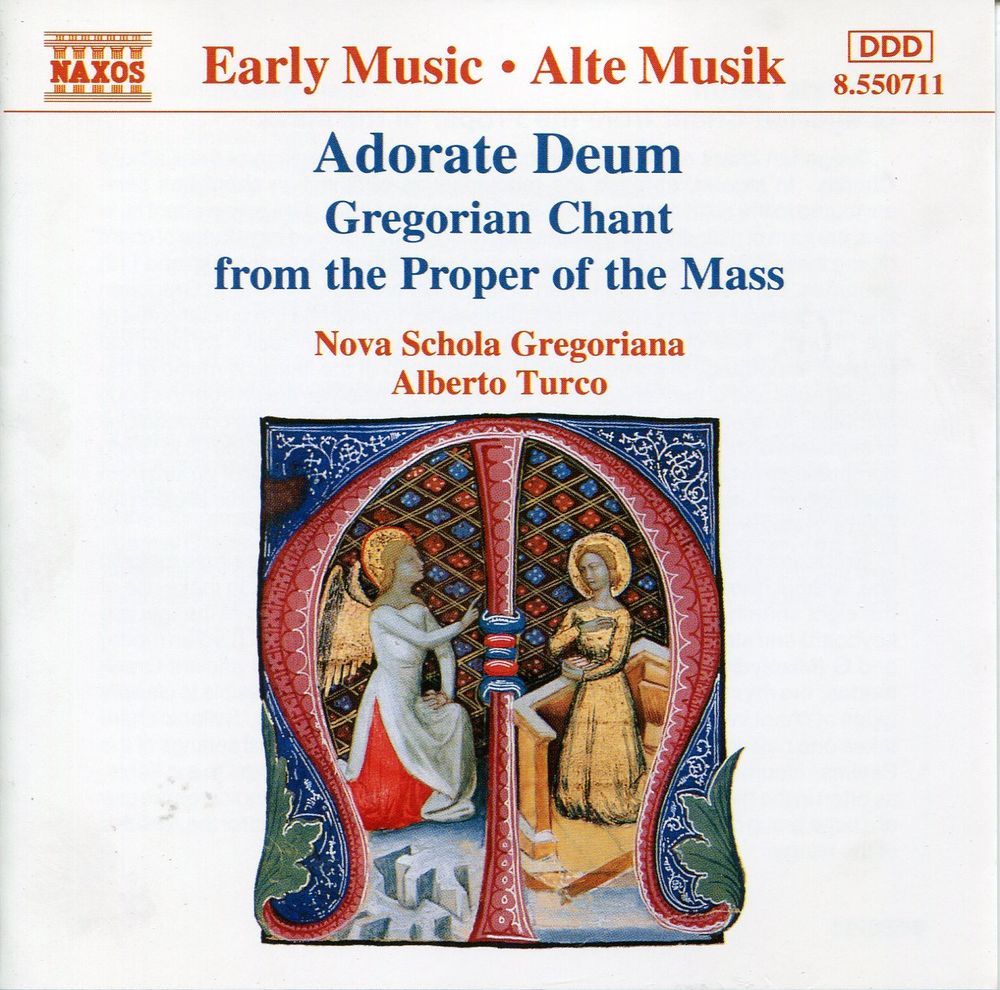 NAXOS
Early Music • Alte Musik
DDD
8.550711
Adorate Deum
Gregorian Chant
from the Proper of the Mass
Nova Schola Gregoriana
Alberto Turco